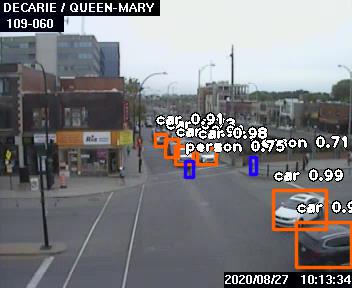 DECARIE / QUEEN-MARY
109-060
car 0.91
car 0.98
person 0.75
person 0.71
car 0.99
car 0.9
2020/08/27 10:13:34